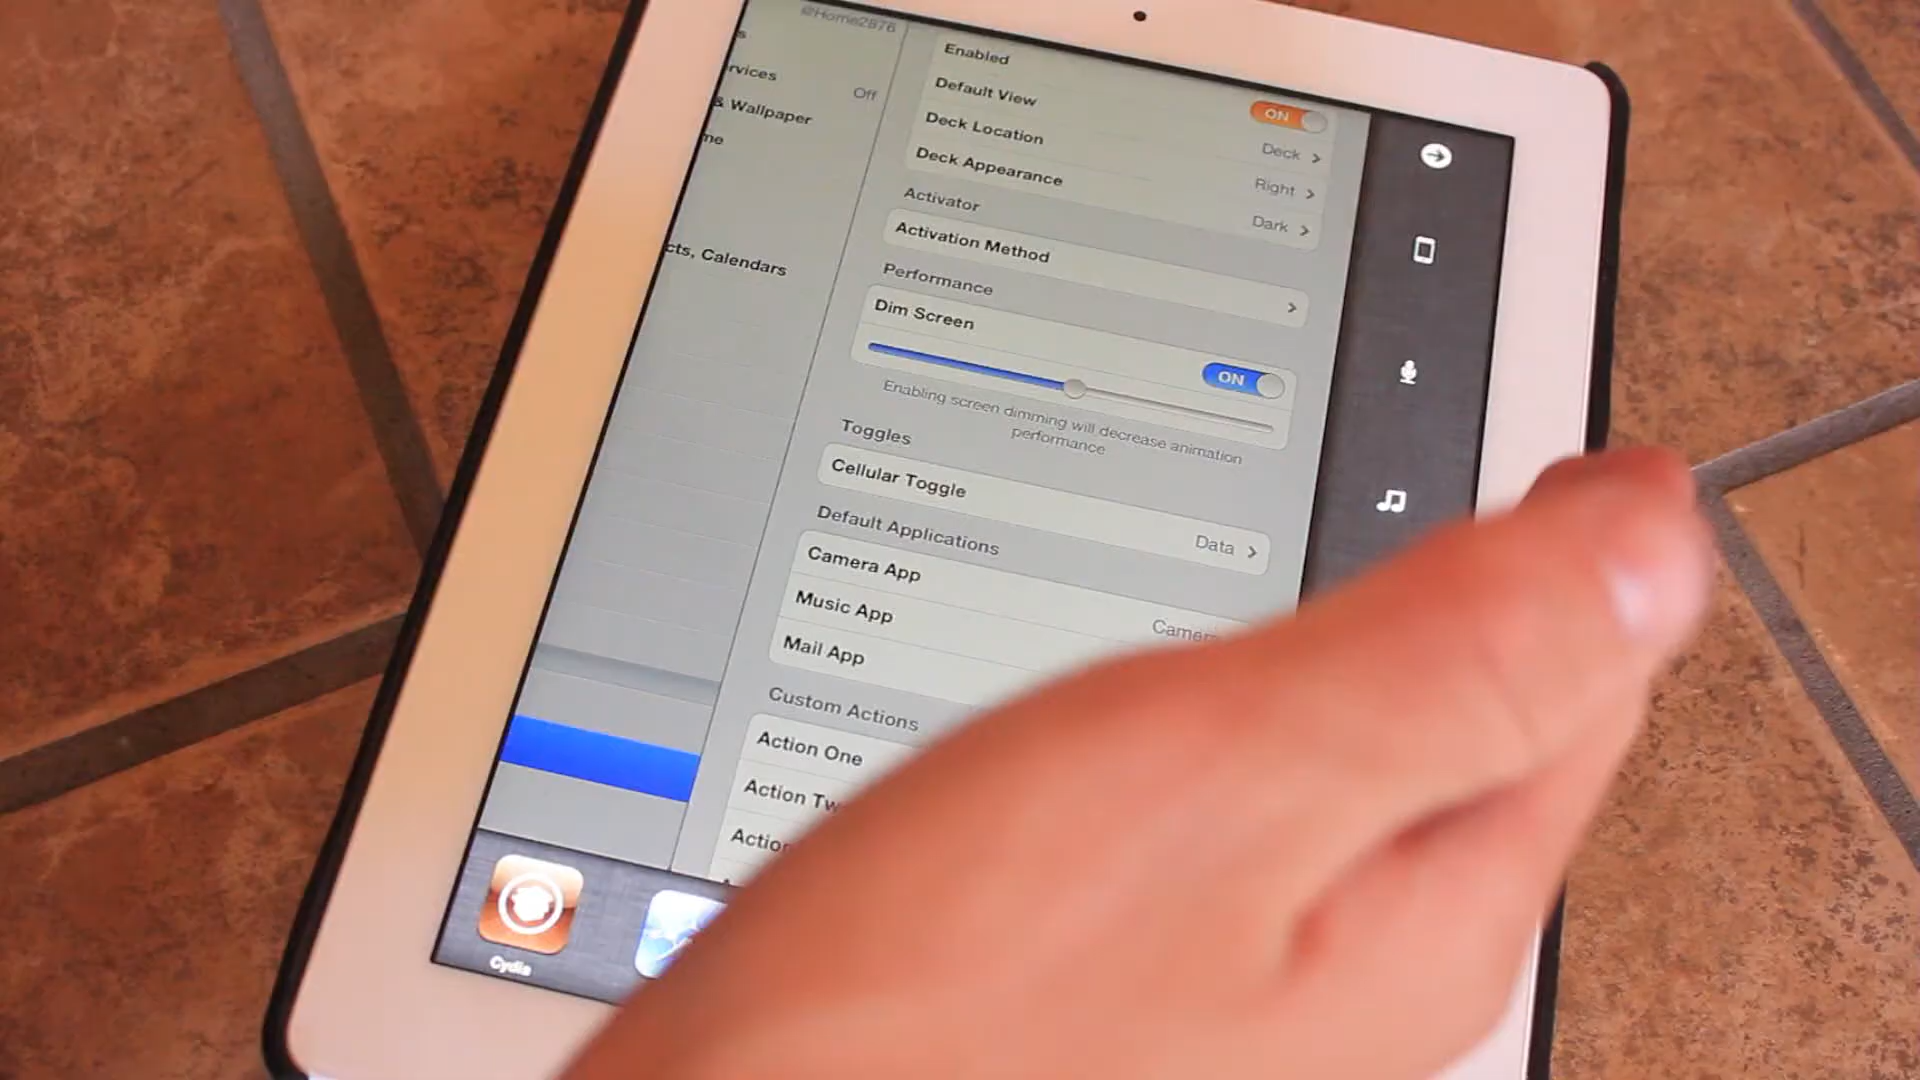 @Home2876
s
rvices
Off
& Wallpaper
me
cts, Calendars
Enabled
ON
Default View
Deck
Deck Location
Right
Deck Appearance
Dark
Activator
Activation Method
Performance
Dim Screen
ON
Enabling screen dimming will decrease animation
performance
Toggles
Cellular Toggle
Data
Default Applications
Camera App
Camera
Music App
Mail App
Custom Actions
Action One
Action Tw
Actio
Cydia